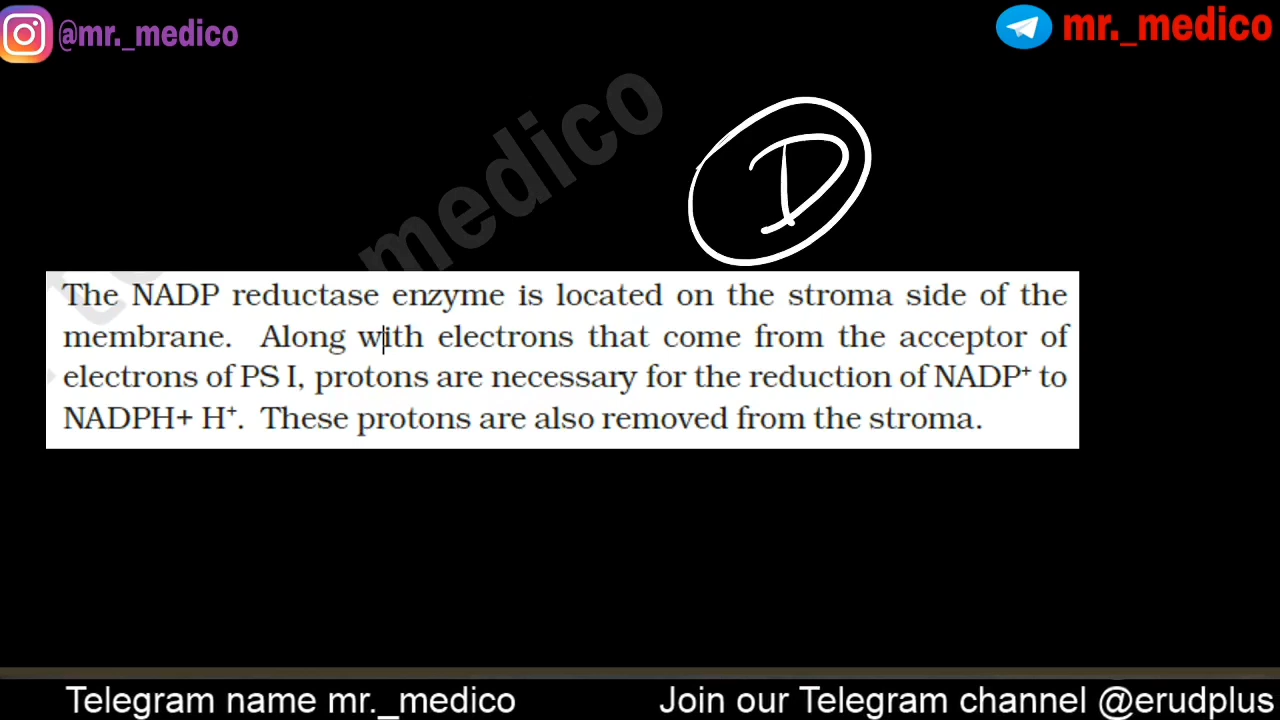 @mr._medico
mr._medico
medico
D
The NADP reductase enzyme is located on the stroma side of the
membrane. Along with electrons that come from the acceptor of
electrons of PS I, protons are necessary for the reduction of NADP⁺ to
NADPH+ H⁺. These protons are also removed from the stroma.
Telegram name mr._medico
Join our Telegram channel @erudplus